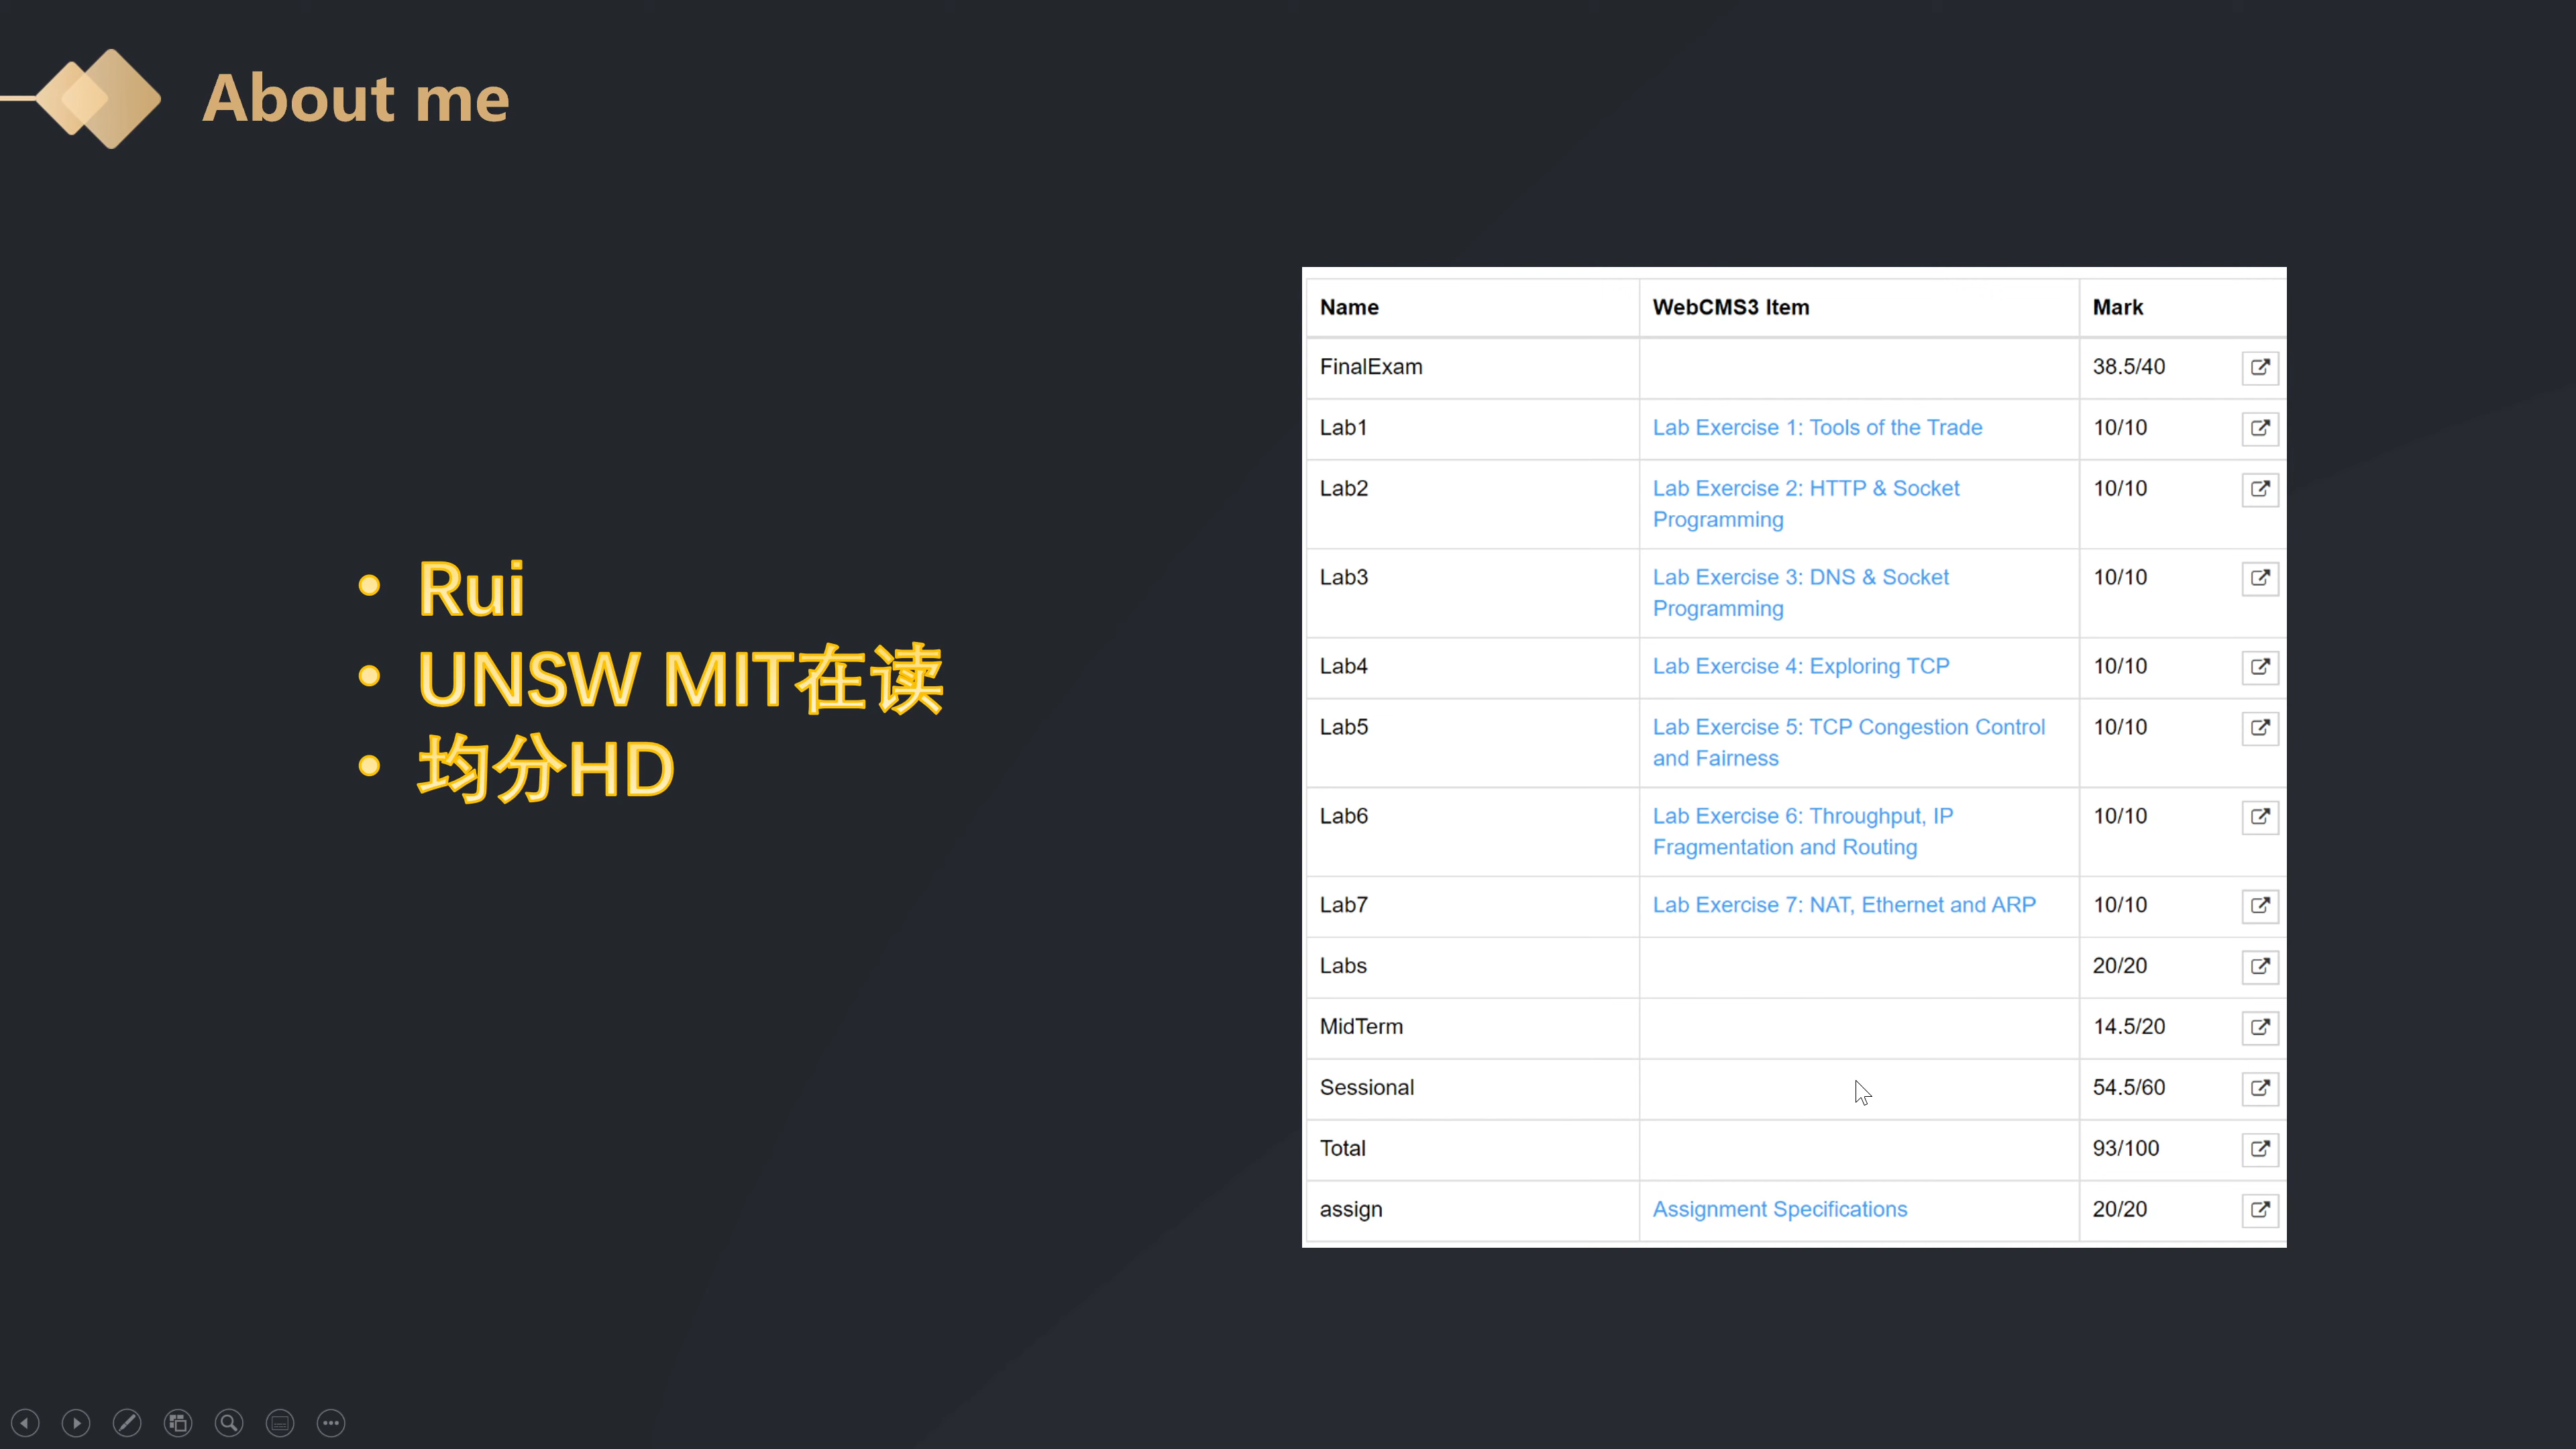 About me
• Rui
• UNSW MIT在读
• 均分HD
Name WebCMS3 Item Mark
FinalExam 38.5/40
Lab1 Lab Exercise 1: Tools of the Trade 10/10
Lab2 Lab Exercise 2: HTTP & Socket 10/10
Programming
Lab3 Lab Exercise 3: DNS & Socket 10/10
Programming
Lab4 Lab Exercise 4: Exploring TCP 10/10
Lab5 Lab Exercise 5: TCP Congestion Control 10/10
and Fairness
Lab6 Lab Exercise 6: Throughput, IP 10/10
Fragmentation and Routing
Lab7 Lab Exercise 7: NAT, Ethernet and ARP 10/10
Labs 20/20
MidTerm 14.5/20
Sessional 54.5/60
Total 93/100
assign Assignment Specifications 20/20